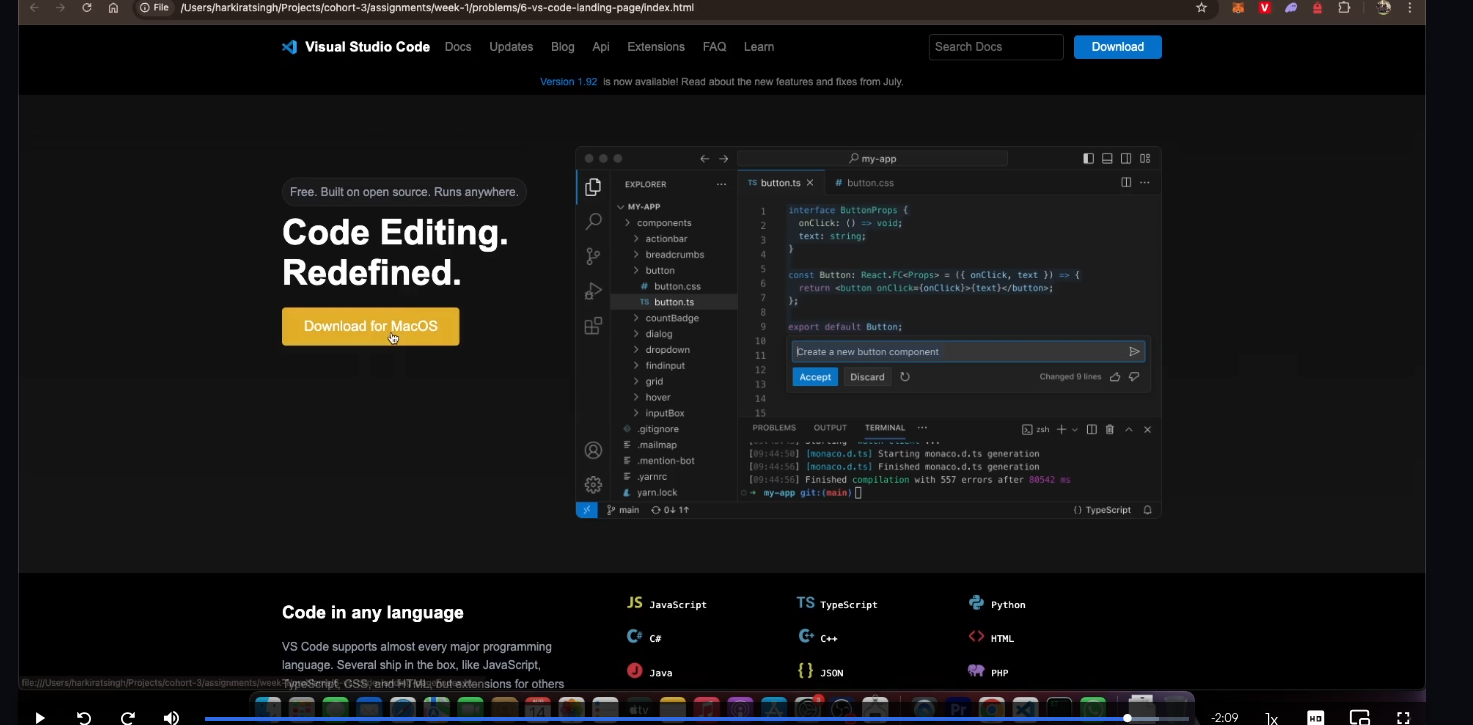 File /Users/harkiratsingh/Projects/cohort-3/assignments/week-1/problems/6-vs-code-landing-page/index.html
Visual Studio Code Docs Updates Blog Api Extensions FAQ Learn Search Docs Download
Version 1.92 is now available! Read about the new features and fixes from July.
Free. Built on open source. Runs anywhere.
Code Editing.
Redefined.
Download for MacOS
my-app
EXPLORER
MY-APP
components
actionbar
breadcrumbs
button
# button.css
TS button.ts
countBadge
dialog
dropdown
findinput
grid
hover
inputBox
.gitignore
.mailmap
.mention-bot
.yarnrc
yarn.lock
TS button.ts # button.css
1 interface ButtonProps {
2 onClick: () => void;
3 text: string;
4 }
5
6 const Button: React.FC<Props> = ({ onClick, text }) => {
7 return <button onClick={onClick}>{text}</button>;
8 };
9
10 export default Button;
11
12
13
14
15
Create a new button component
Accept Discard Changed 9 lines
PROBLEMS OUTPUT TERMINAL zsh
[09:44:50] [monaco.d.ts] Starting monaco.d.ts generation
[09:44:56] [monaco.d.ts] Finished monaco.d.ts generation
[09:44:56] Finished compilation with 557 errors after 80542 ms
my-app git:(main)
main 0↓ 1↑ {} TypeScript
Code in any language
VS Code supports almost every major programming
language. Several ship in the box, like JavaScript,
TypeScript, CSS, and HTML, but extensions for others
JS JavaScript
TS TypeScript
Python
C# C#
C++ C++
<> HTML
Java
{} JSON
php PHP
file:///Users/harkiratsingh/Projects/cohort-3/assignments/week-
-2:09 1x HD